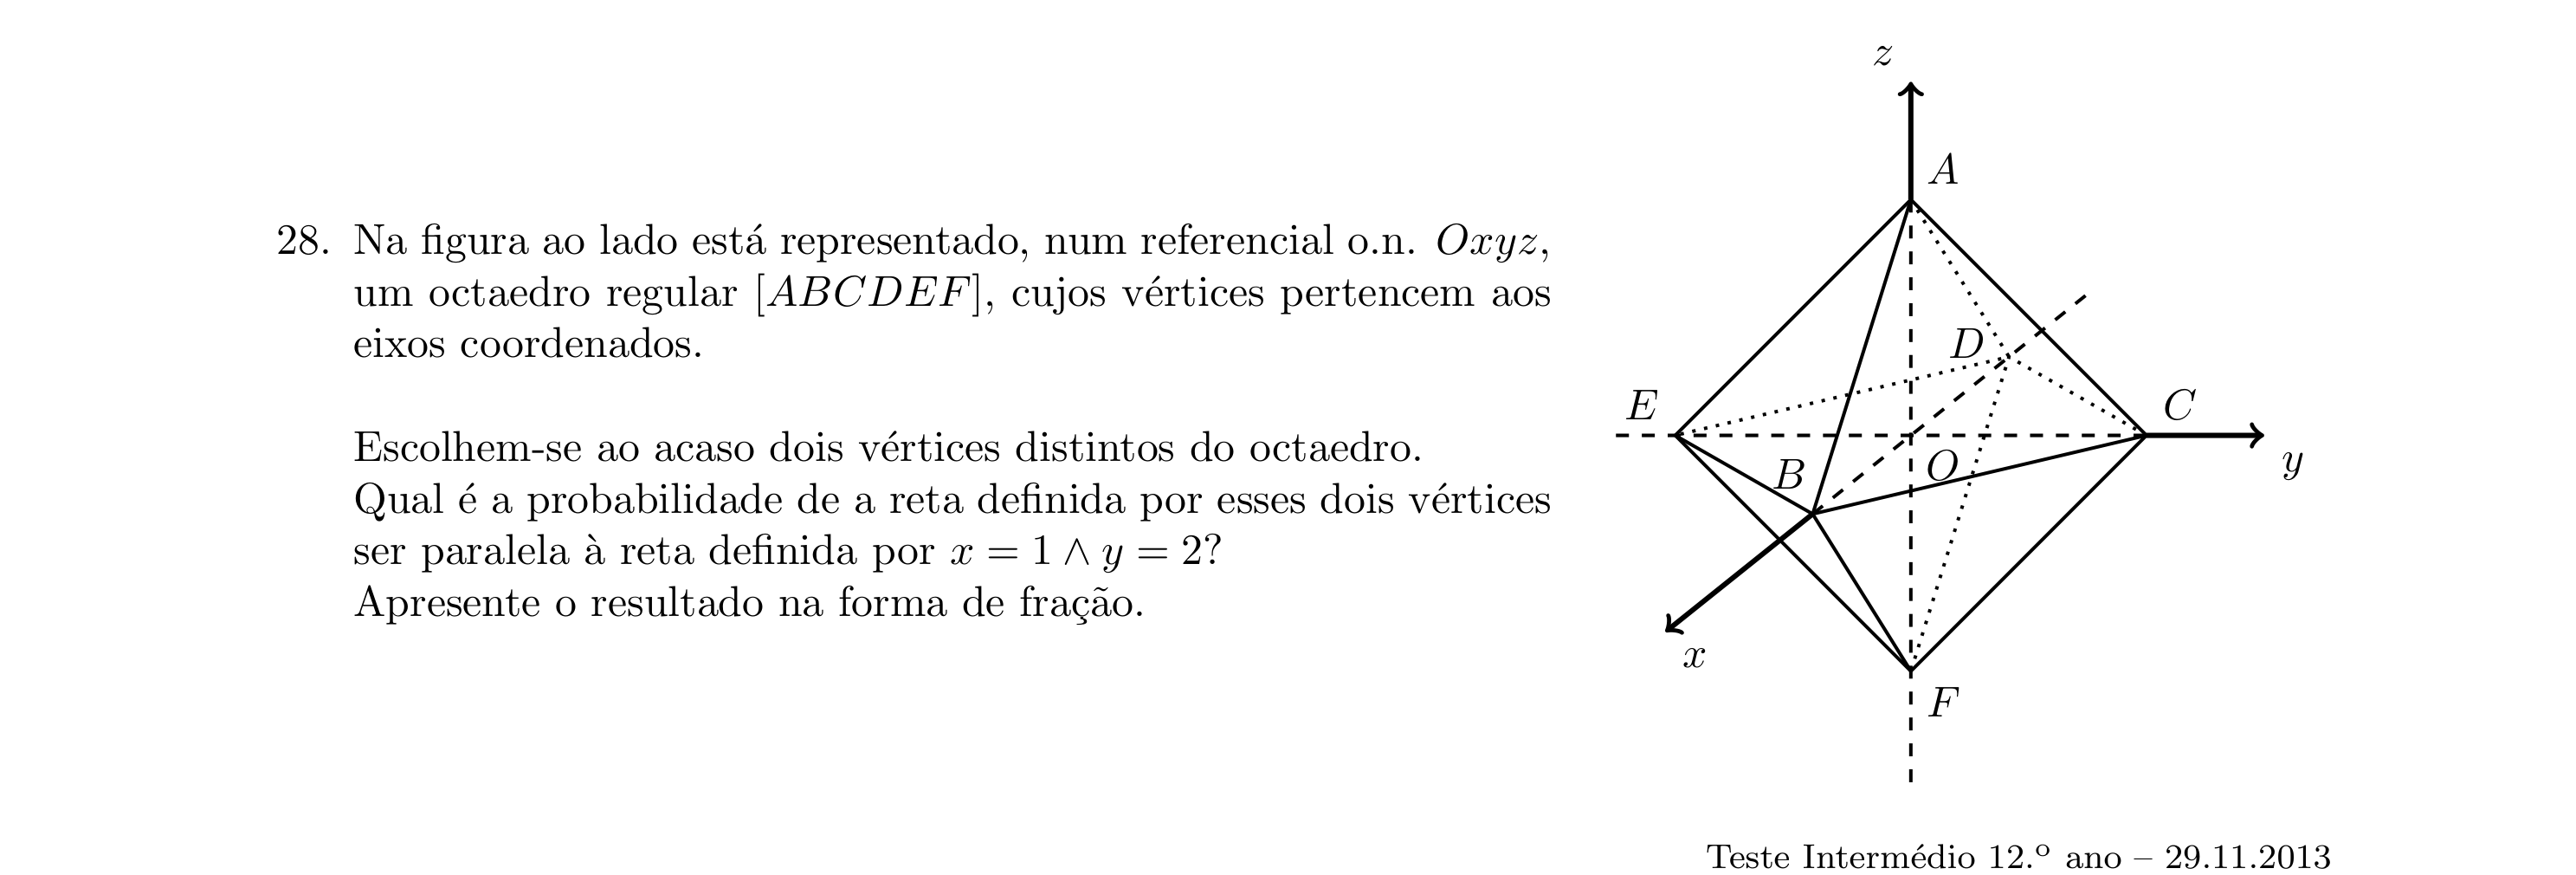 28. Na figura ao lado está representado, num referencial o.n. Oxyz,
um octaedro regular [ABCDEF], cujos vértices pertencem aos
eixos coordenados.
Escolhem-se ao acaso dois vértices distintos do octaedro.
Qual é a probabilidade de a reta definida por esses dois vértices
ser paralela à reta definida por x = 1 ∧ y = 2?
Apresente o resultado na forma de fração.
z
A
D
E
C
B
O
y
x
F
Teste Intermédio 12.º ano – 29.11.2013